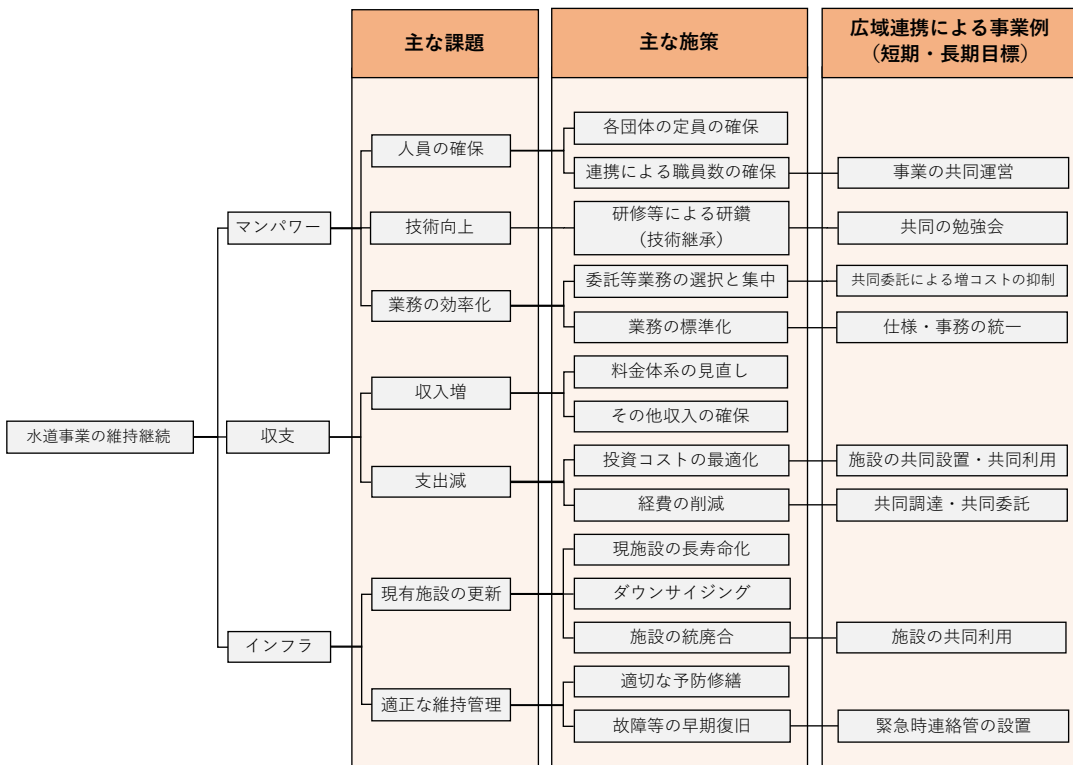 主な課題
主な施策
広域連携による事業例
（短期・長期目標）
水道事業の維持継続
マンパワー
人員の確保
各団体の定員の確保
連携による職員数の確保
事業の共同運営
技術向上
研修等による研鑽
（技術継承）
共同の勉強会
業務の効率化
委託等業務の選択と集中
共同委託による増コストの抑制
業務の標準化
仕様・事務の統一
収支
収入増
料金体系の見直し
その他収入の確保
支出減
投資コストの最適化
施設の共同設置・共同利用
経費の削減
共同調達・共同委託
インフラ
現有施設の更新
現施設の長寿命化
ダウンサイジング
施設の統廃合
施設の共同利用
適正な維持管理
適切な予防修繕
故障等の早期復旧
緊急時連絡管の設置